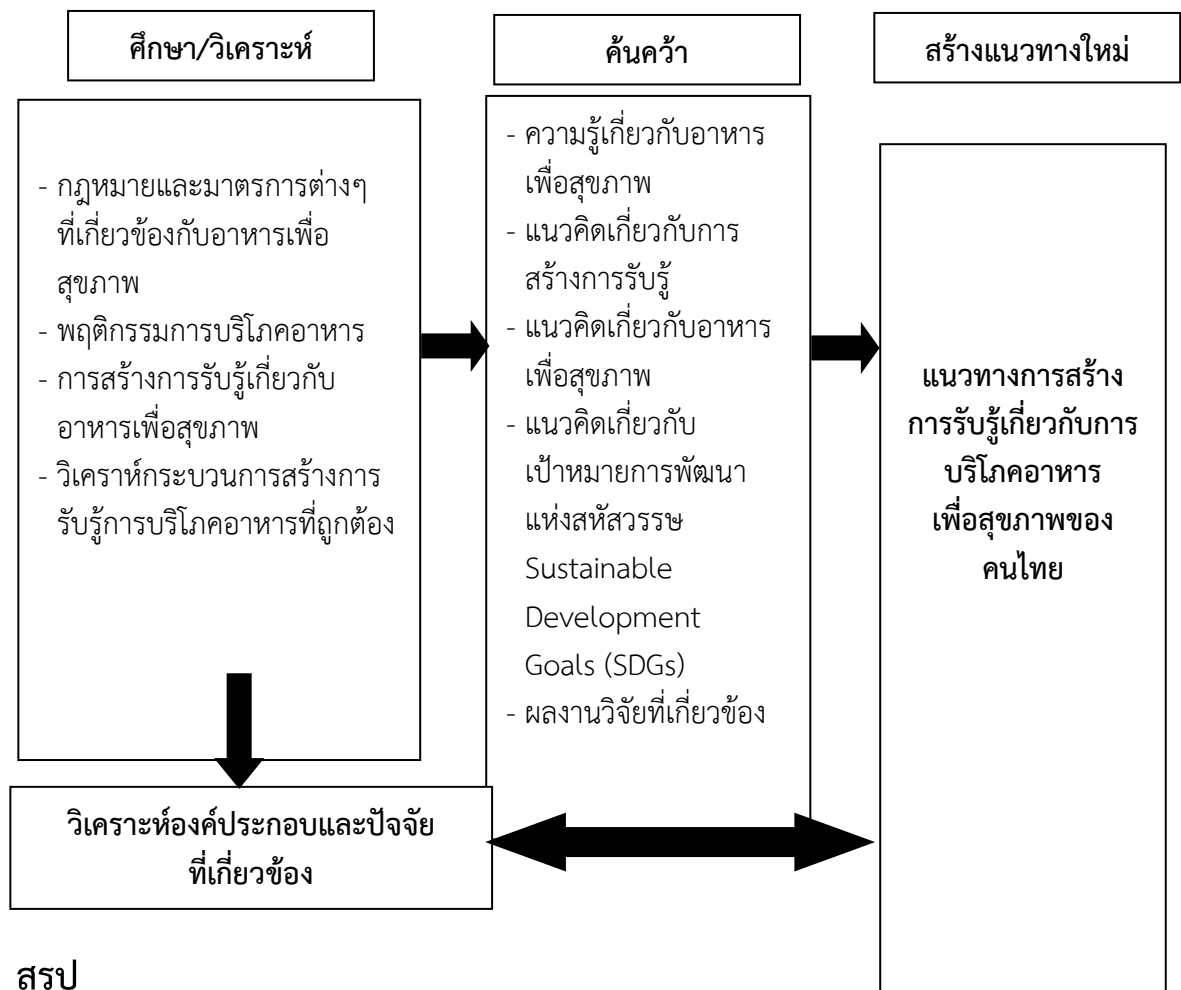 ศึกษา/วิเคราะห์
ค้นคว้า
สร้างแนวทางใหม่
- กฎหมายและมาตรการต่างๆ
ที่เกี่ยวข้องกับอาหารเพื่อ
สุขภาพ
- พฤติกรรมการบริโภคอาหาร
- การสร้างการรับรู้เกี่ยวกับ
อาหารเพื่อสุขภาพ
- วิเคราห์กระบวนการสร้างการ
รับรู้การบริโภคอาหารที่ถูกต้อง
- ความรู้เกี่ยวกับอาหาร
เพื่อสุขภาพ
- แนวคิดเกี่ยวกับการ
สร้างการรับรู้
- แนวคิดเกี่ยวกับอาหาร
เพื่อสุขภาพ
- แนวคิดเกี่ยวกับ
เป้าหมายการพัฒนา
แห่งสหัสวรรษ
Sustainable
Development
Goals (SDGs)
- ผลงานวิจัยที่เกี่ยวข้อง
แนวทางการสร้าง
การรับรู้เกี่ยวกับการ
บริโภคอาหาร
เพื่อสุขภาพของ
คนไทย
วิเคราะห์องค์ประกอบและปัจจัย
ที่เกี่ยวข้อง
สรุป